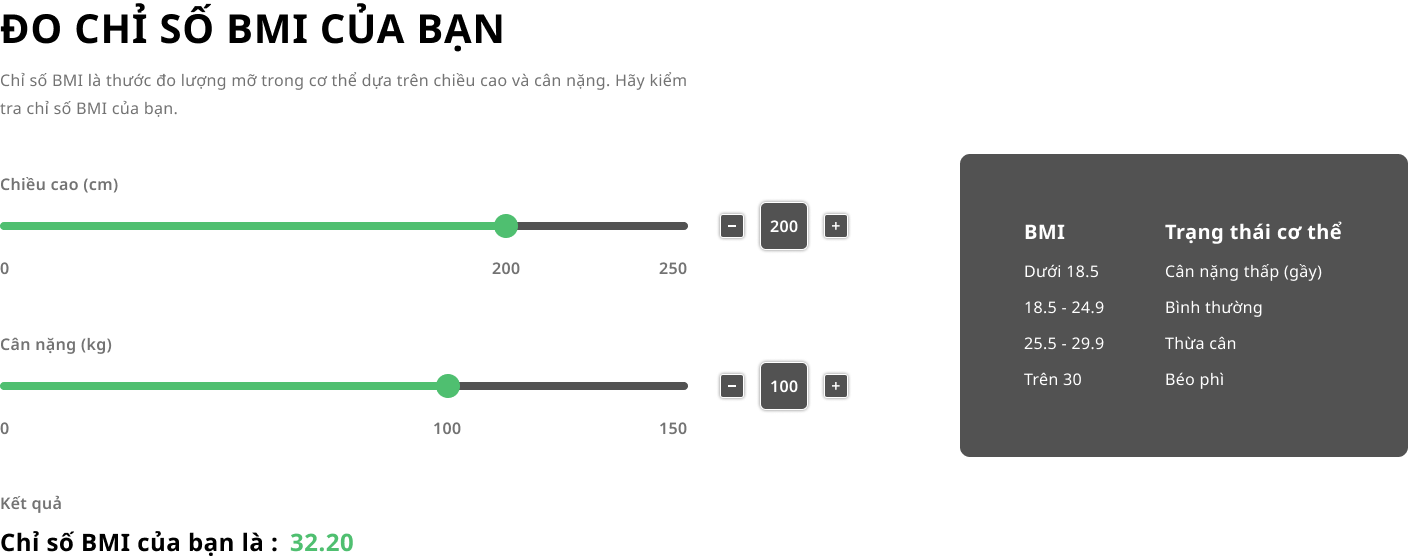 ĐO CHỈ SỐ BMI CỦA BẠN
Chỉ số BMI là thước đo lượng mỡ trong cơ thể dựa trên chiều cao và cân nặng. Hãy kiểm
tra chỉ số BMI của bạn.
Chiều cao (cm)
− 200 +
0 200 250
Cân nặng (kg)
− 100 +
0 100 150
Kết quả
Chỉ số BMI của bạn là : 32.20
BMI Trạng thái cơ thể
Dưới 18.5 Cân nặng thấp (gầy)
18.5 - 24.9 Bình thường
25.5 - 29.9 Thừa cân
Trên 30 Béo phì